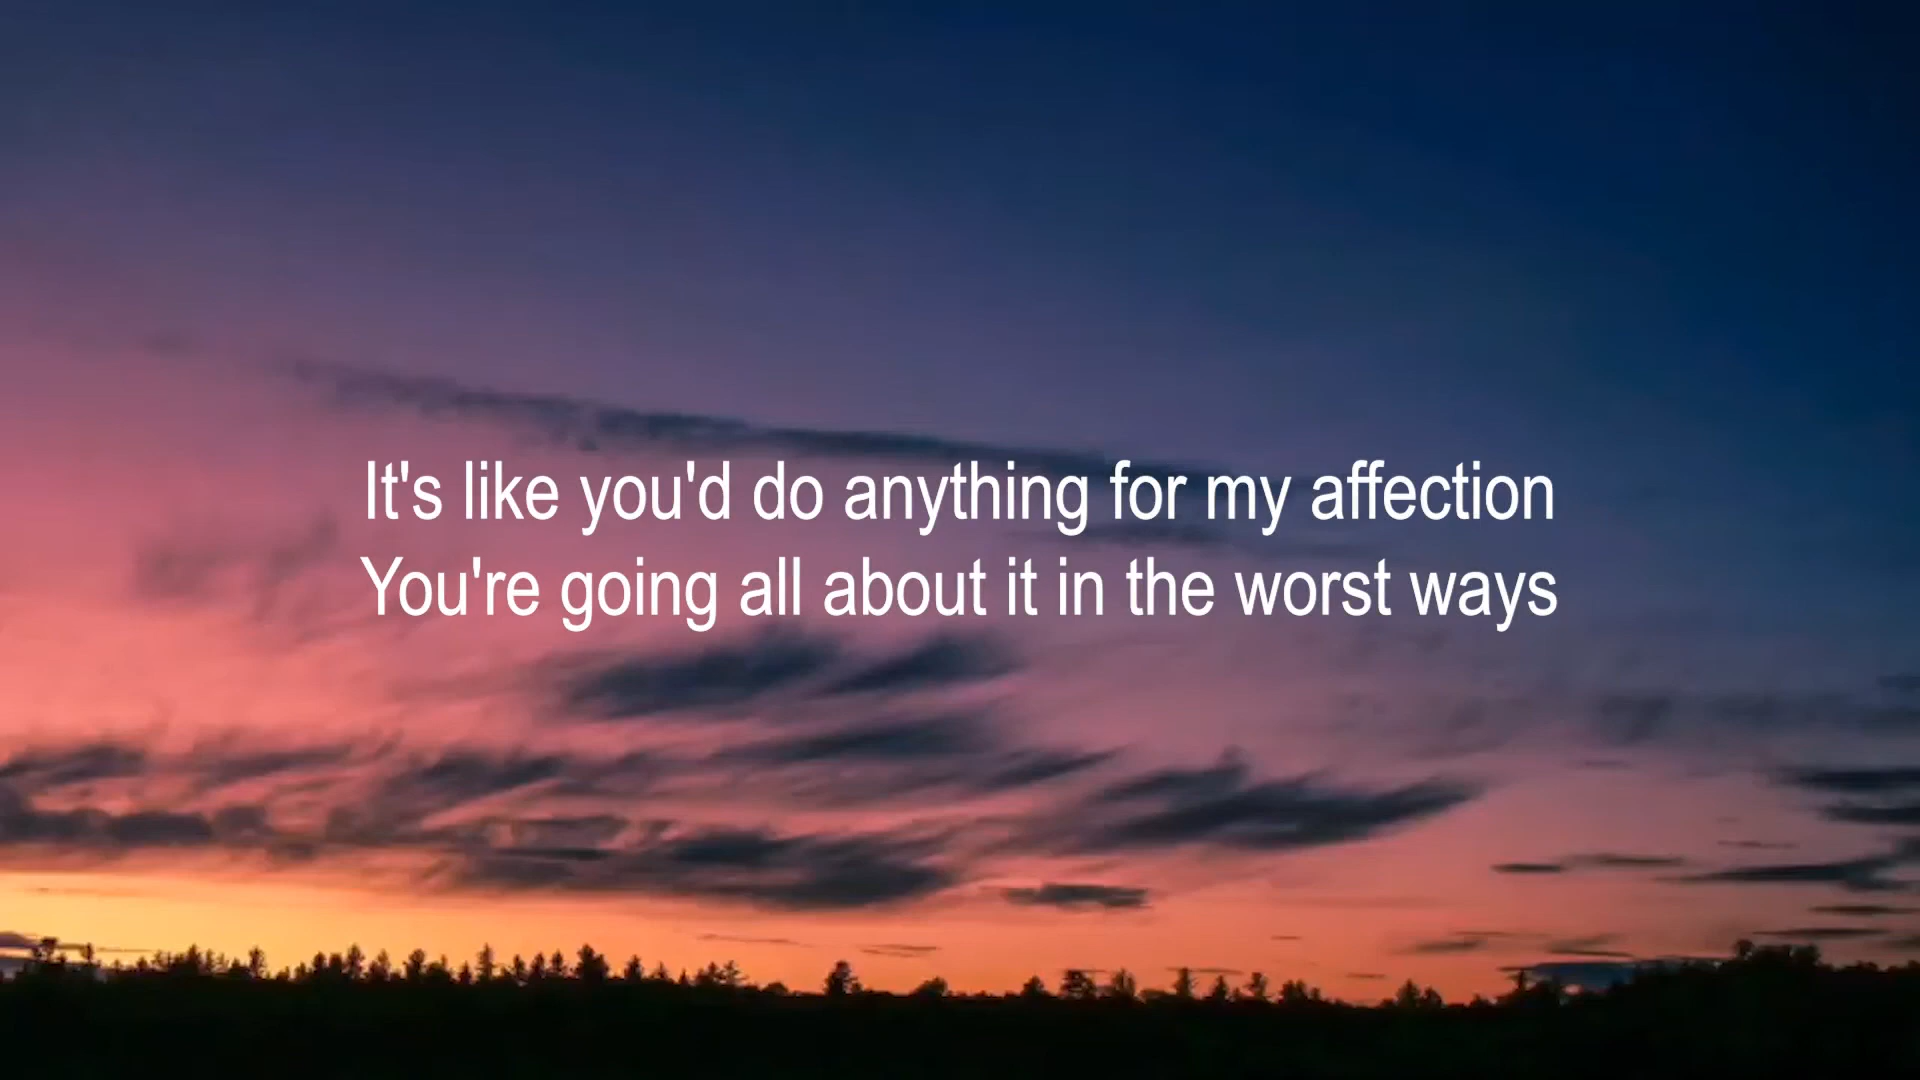 It's like you'd do anything for my affection
You're going all about it in the worst ways